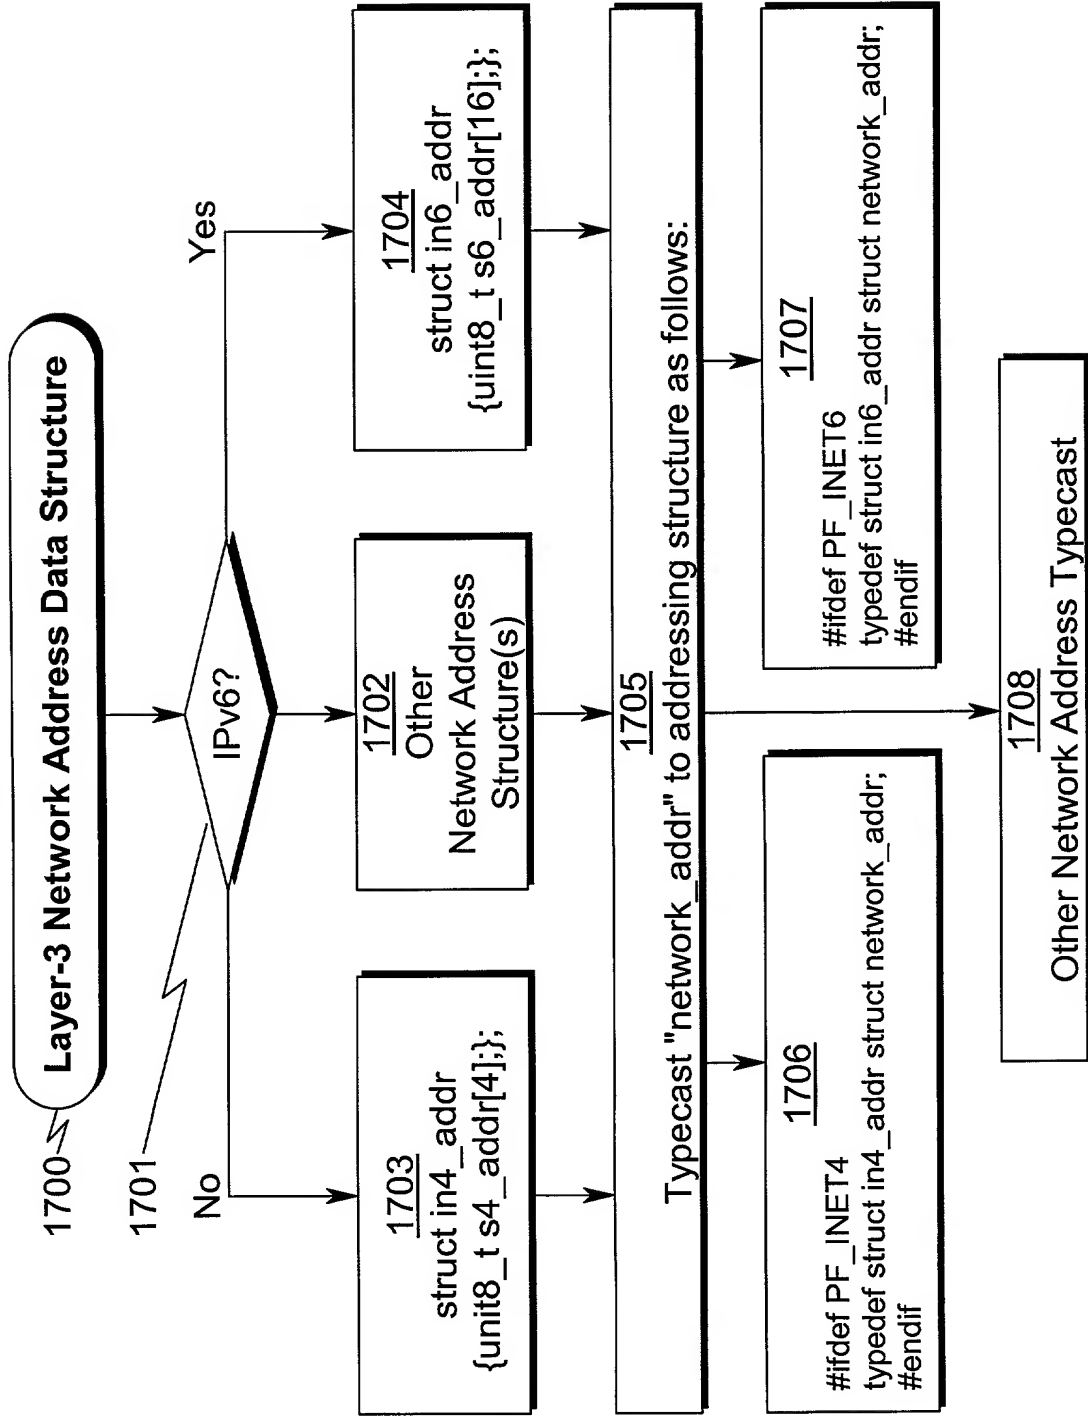 Layer-3 Network Address Data Structure
1700
1701
IPv6?
No
Yes
1703
struct in4_addr
{unit8_t s4_addr[4];};
1702
Other
Network Address
Structure(s)
1704
struct in6_addr
{uint8_t s6_addr[16];};
1705
Typecast "network_addr" to addressing structure as follows:
1706
#ifdef PF_INET4
typedef struct in4_addr struct network_addr;
#endif
1707
#ifdef PF_INET6
typedef struct in6_addr struct network_addr;
#endif
1708
Other Network Address Typecast